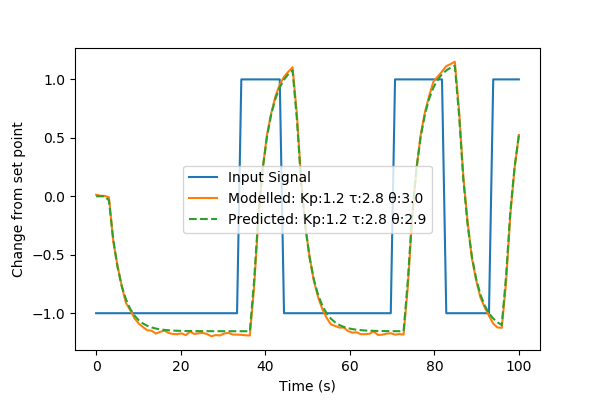 1.0
0.5
0.0
−0.5
−1.0
Change from set point
Input Signal
Modelled: Kp:1.2 τ:2.8 θ:3.0
Predicted: Kp:1.2 τ:2.8 θ:2.9
0 20 40 60 80 100
Time (s)